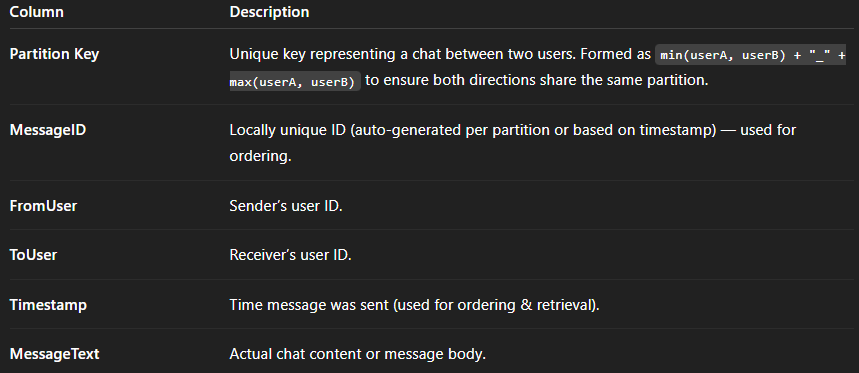 Column Description
Partition Key Unique key representing a chat between two users. Formed as min(userA, userB) + "_" +
max(userA, userB) to ensure both directions share the same partition.
MessageID Locally unique ID (auto-generated per partition or based on timestamp) — used for
ordering.
FromUser Sender’s user ID.
ToUser Receiver’s user ID.
Timestamp Time message was sent (used for ordering & retrieval).
MessageText Actual chat content or message body.